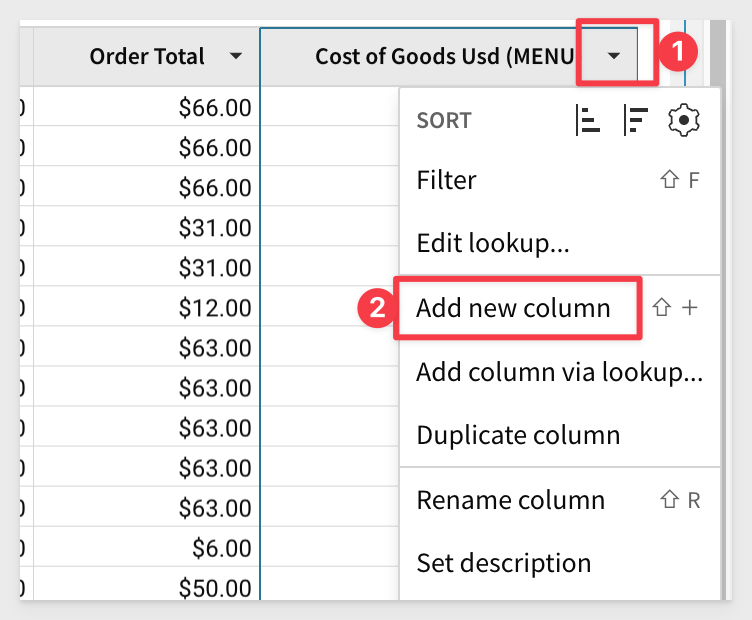 Order Total
Cost of Goods Usd (MENU
1
SORT
Filter ⇧ F
Edit lookup...
2
Add new column ⇧ +
Add column via lookup...
Duplicate column
Rename column ⇧ R
Set description
$66.00
$66.00
$66.00
$31.00
$31.00
$12.00
$63.00
$63.00
$63.00
$63.00
$63.00
$6.00
$50.00